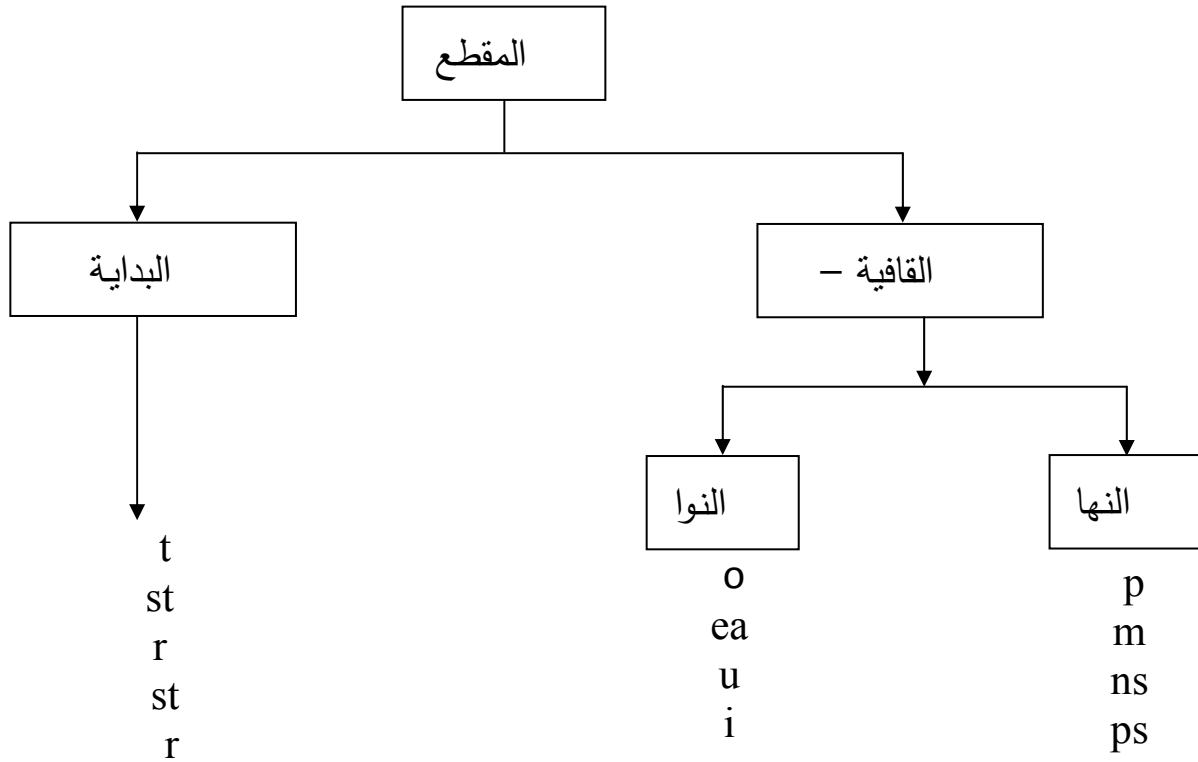 المقطع
البداية
القافية –
النوا
النها
t
st
r
st
r
o
ea
u
i
p
m
ns
ps